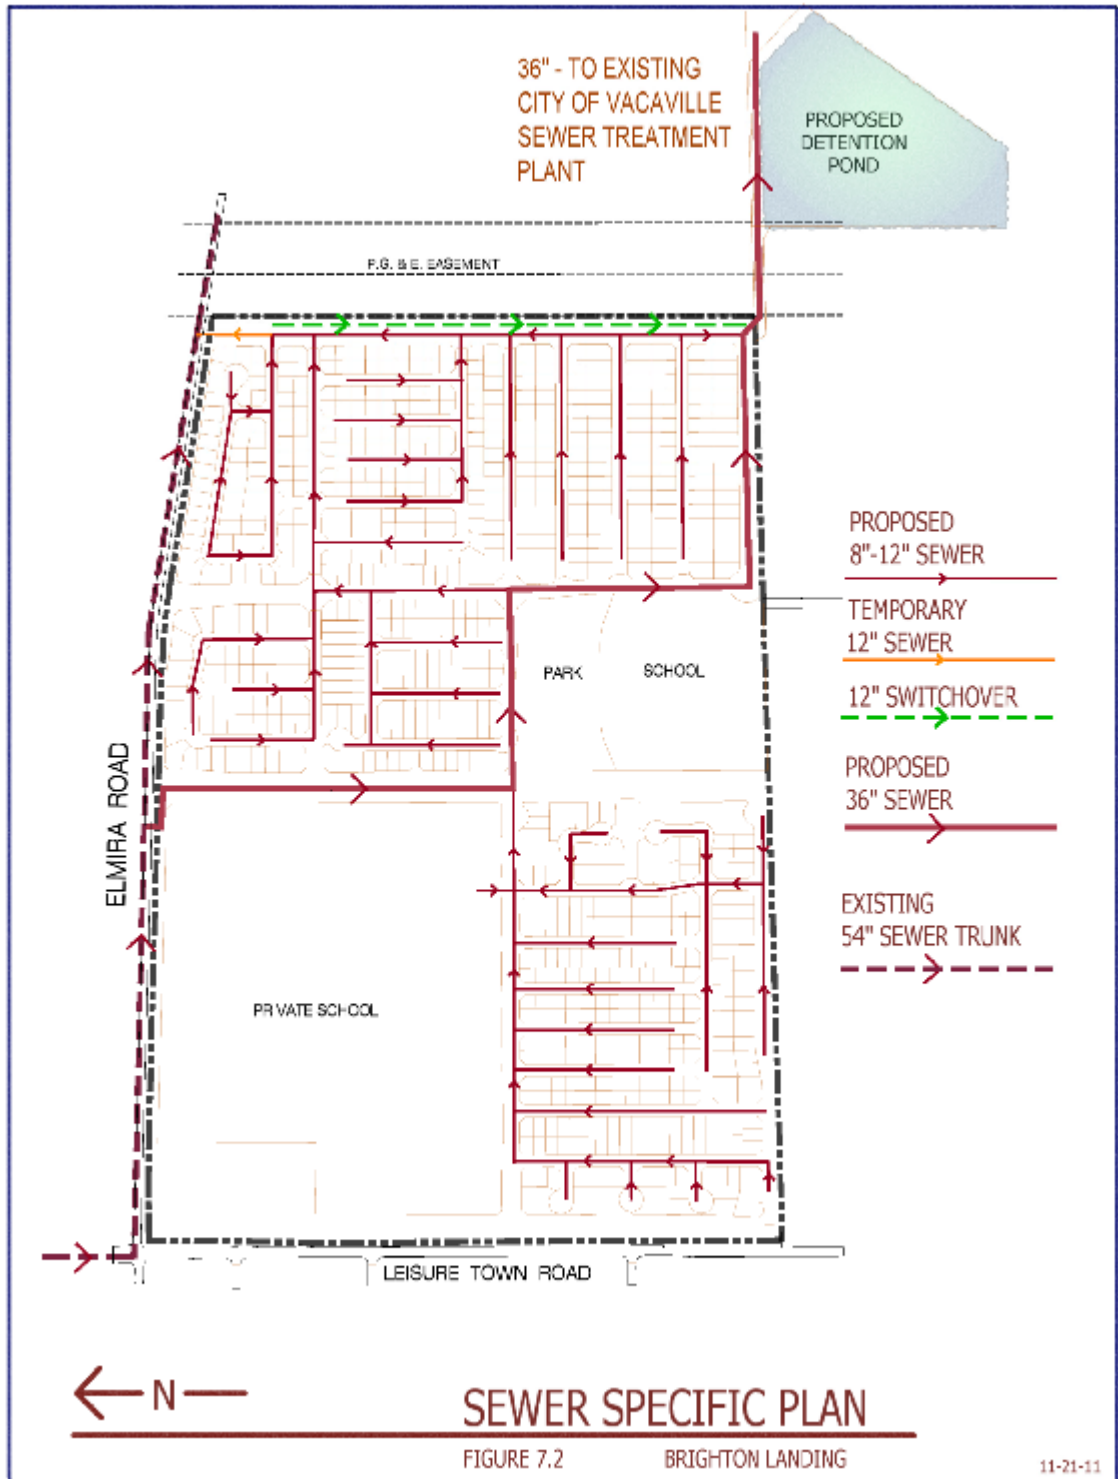 36" - TO EXISTING
CITY OF VACAVILLE
SEWER TREATMENT
PLANT
PROPOSED
DETENTION
POND
P.G. & E. EASEMENT
PROPOSED
8"-12" SEWER
TEMPORARY
12" SEWER
12" SWITCHOVER
PROPOSED
36" SEWER
EXISTING
54" SEWER TRUNK
PARK
SCHOOL
ELMIRA ROAD
PRIVATE SCHOOL
LEISURE TOWN ROAD
N
SEWER SPECIFIC PLAN
FIGURE 7.2
BRIGHTON LANDING
11-21-11